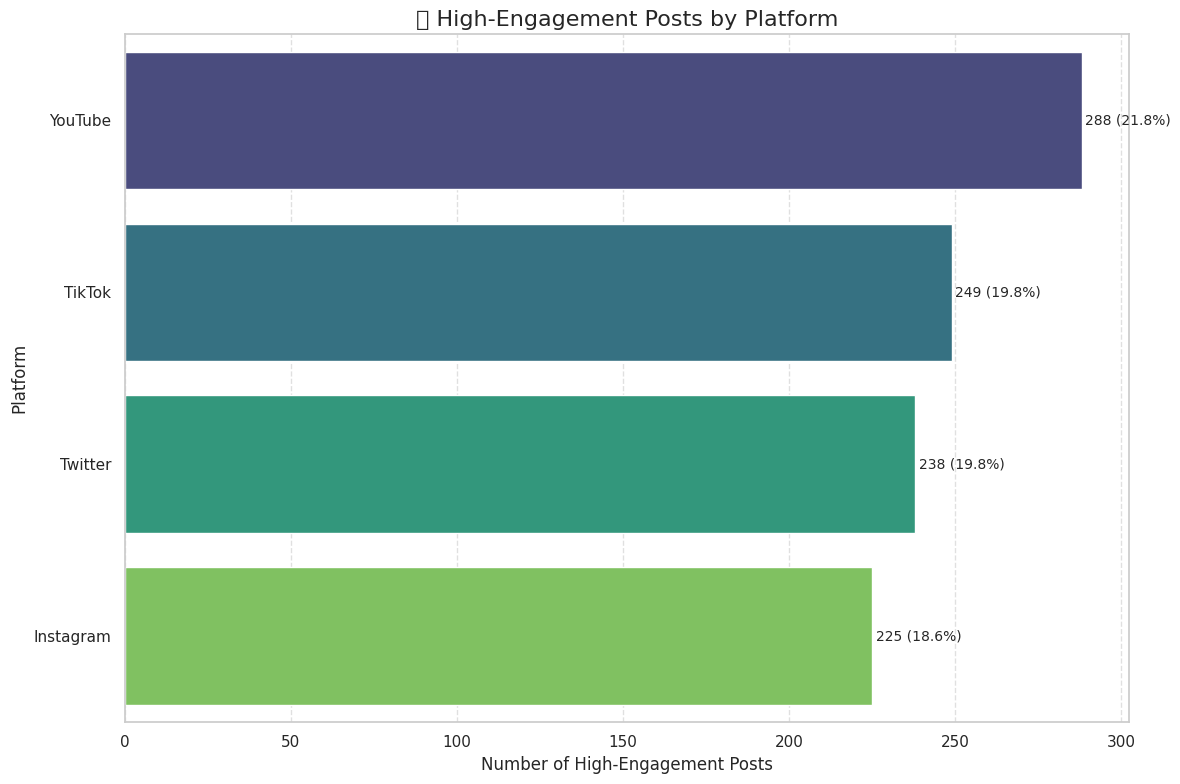 ▯ High-Engagement Posts by Platform
YouTube
288 (21.8%)
TikTok
249 (19.8%)
Platform
Twitter
238 (19.8%)
Instagram
225 (18.6%)
0 50 100 150 200 250 300
Number of High-Engagement Posts